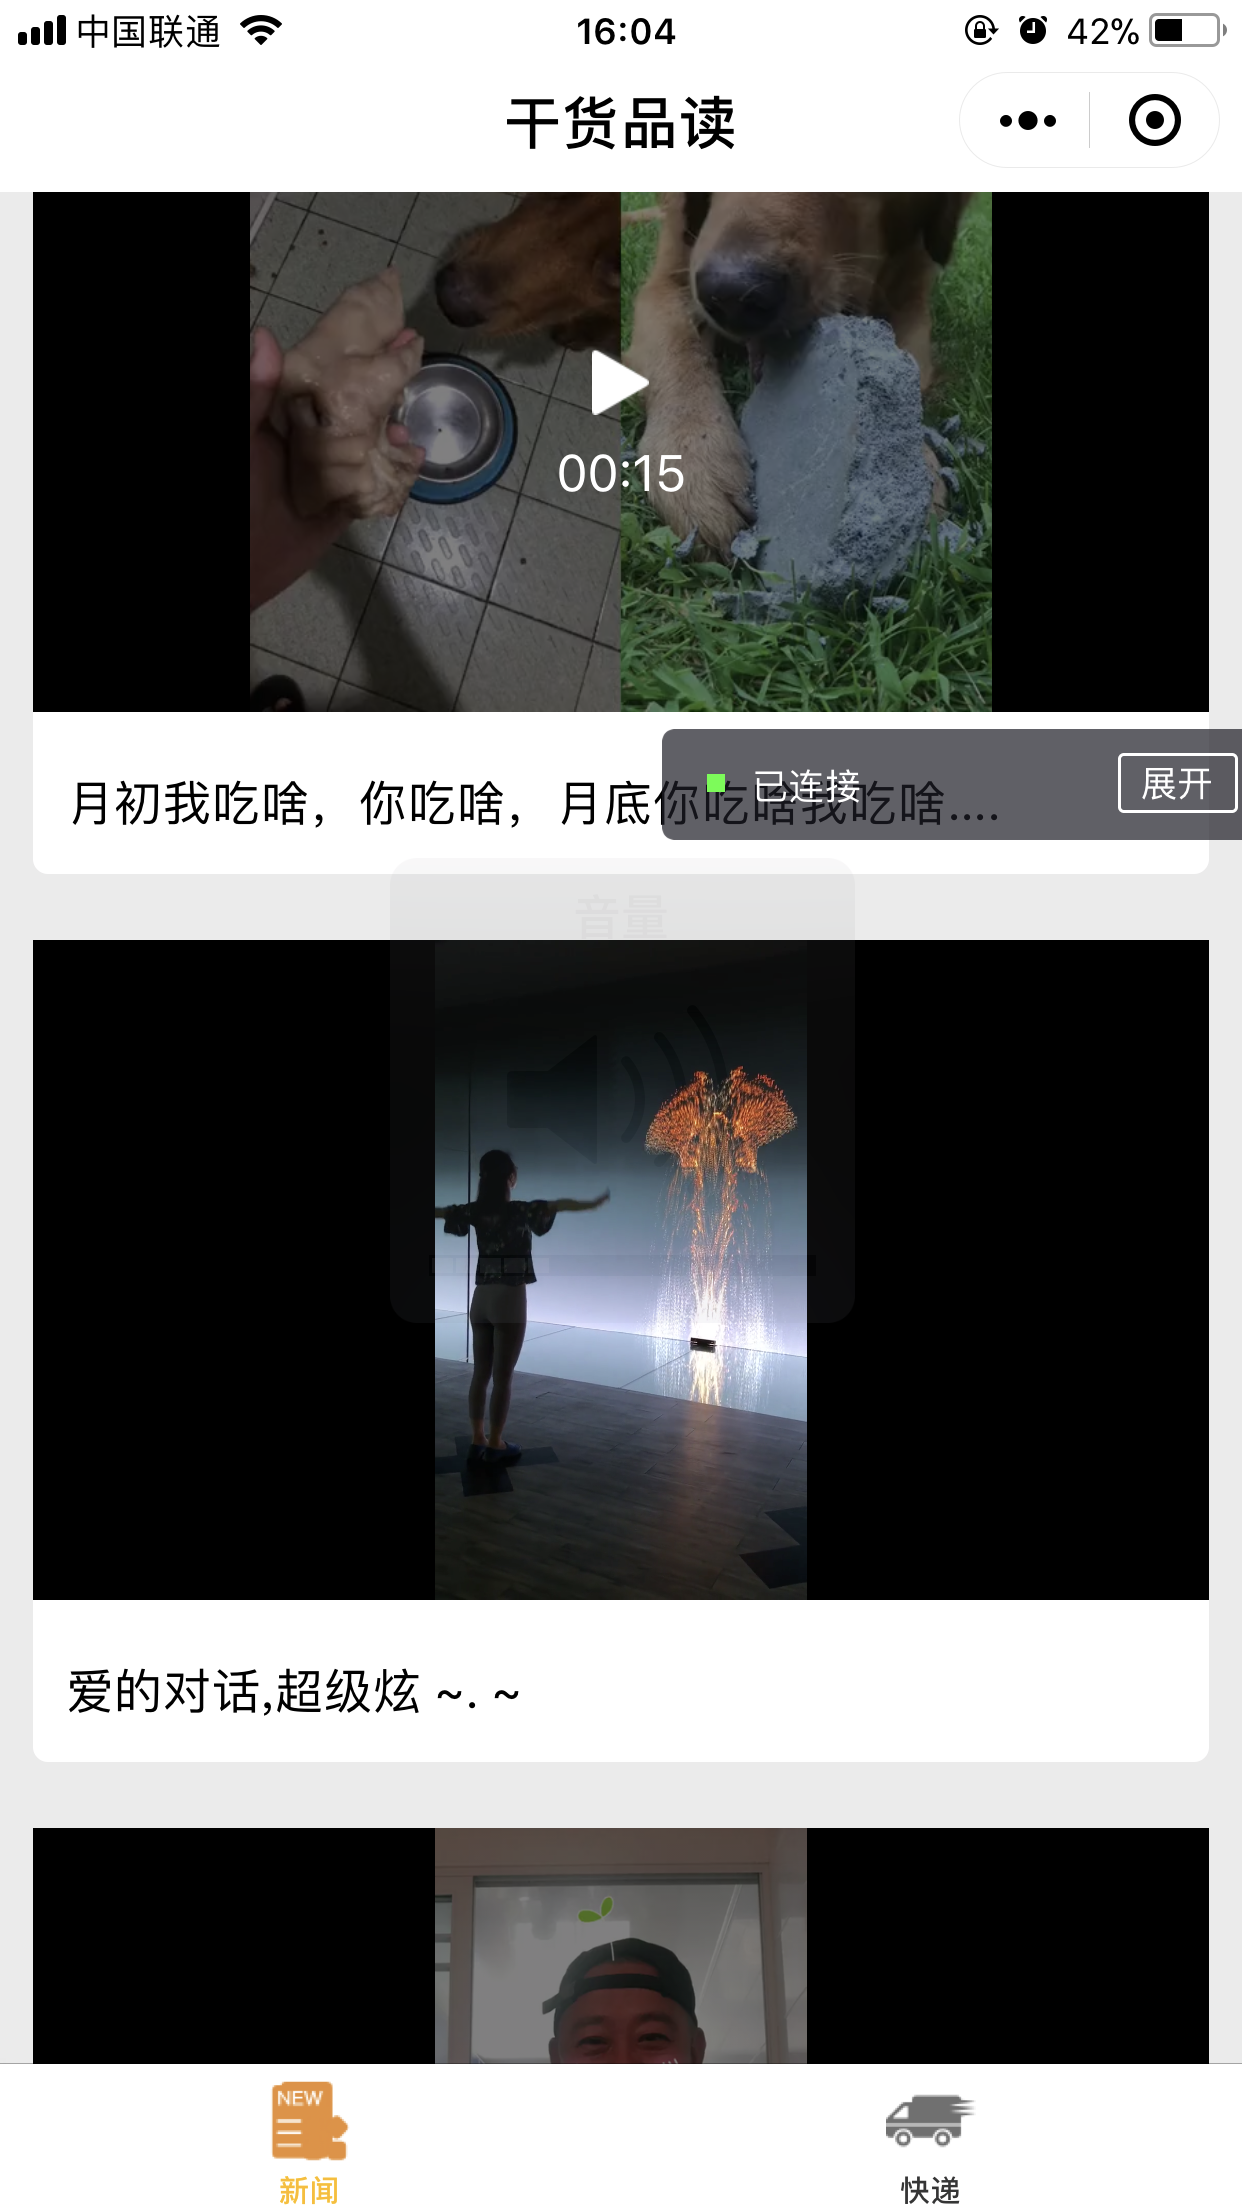 中国联通
16:04
42%
干货品读
00:15
月初我吃啥，你吃啥，月底你吃啥我吃啥....
已连接
展开
音量
爱的对话,超级炫 ~. ~
NEW
新闻
快递